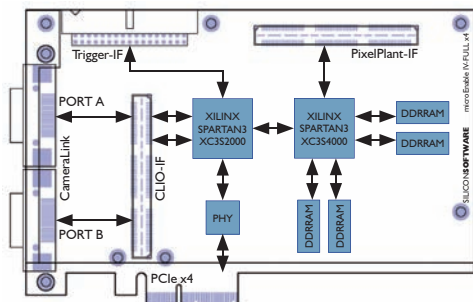 Trigger-IF
PixelPlant-IF
PORT A
CameraLink
PORT B
CLIO-IF
XILINX
SPARTAN3
XC3S2000
XILINX
SPARTAN3
XC3S4000
DDRRAM
DDRRAM
PHY
DDRRAM
DDRRAM
PCIe x4
SILICONSOFTWARE
microEnable IV-FULL x4